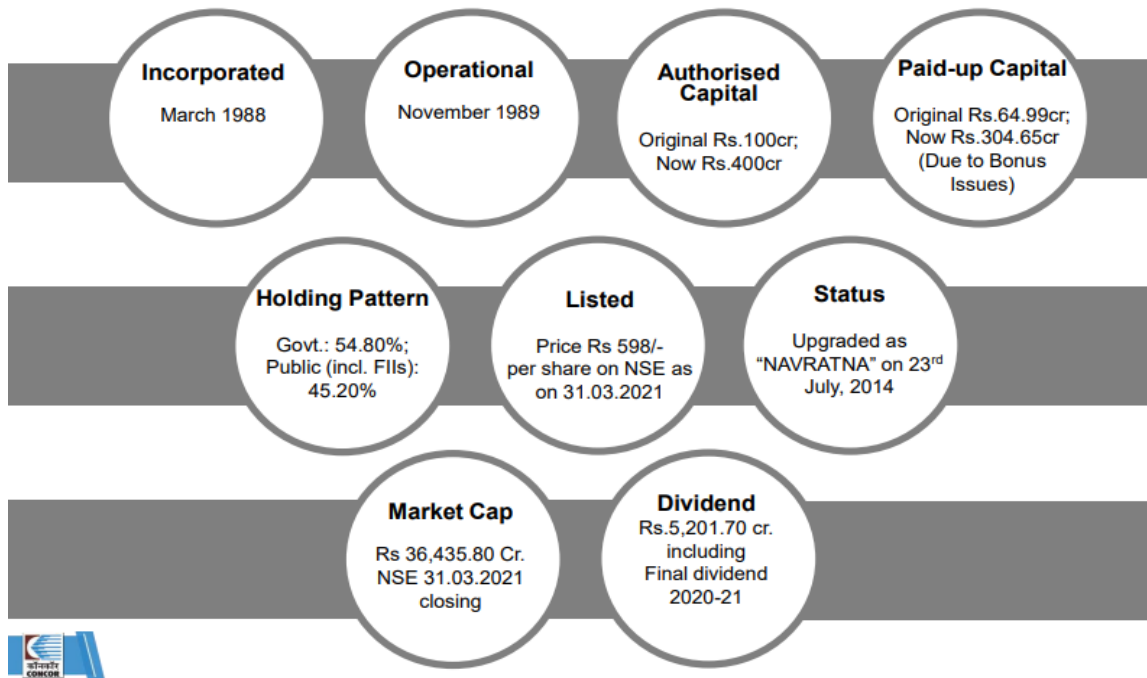 Incorporated
March 1988
Operational
November 1989
Authorised
Capital
Original Rs.100cr;
Now Rs.400cr
Paid-up Capital
Original Rs.64.99cr;
Now Rs.304.65cr
(Due to Bonus
Issues)
Holding Pattern
Govt.: 54.80%;
Public (incl. FIIs):
45.20%
Listed
Price Rs 598/-
per share on NSE as
on 31.03.2021
Status
Upgraded as
“NAVRATNA” on 23rd
July, 2014
Market Cap
Rs 36,435.80 Cr.
NSE 31.03.2021
closing
Dividend
Rs.5,201.70 cr.
including
Final dividend
2020-21
कॉनकॉर
CONCOR